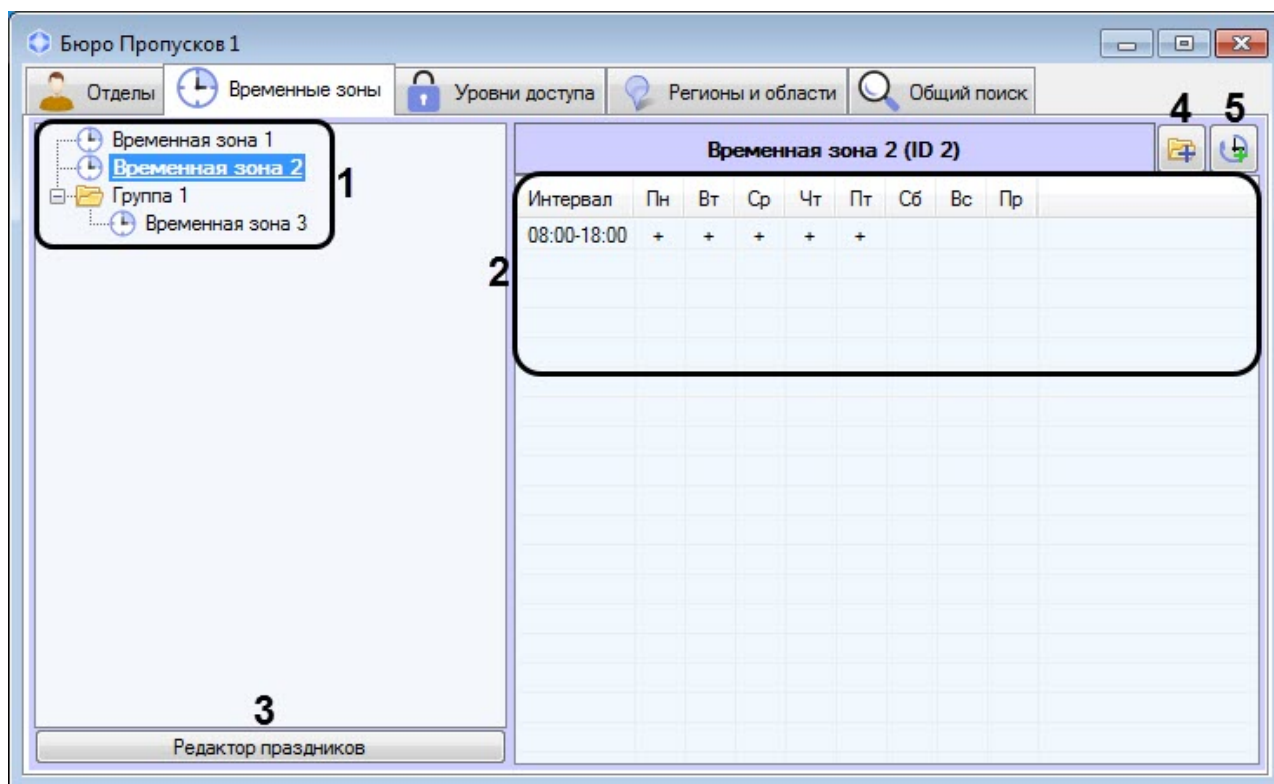 Бюро Пропусков 1
Отделы Временные зоны Уровни доступа Регионы и области Общий поиск
4 5
Временная зона 1
Временная зона 2
Группа 1
Временная зона 3
1
Временная зона 2 (ID 2)
Интервал Пн Вт Ср Чт Пт Сб Вс Пр
08:00-18:00 + + + + +
2
3
Редактор праздников